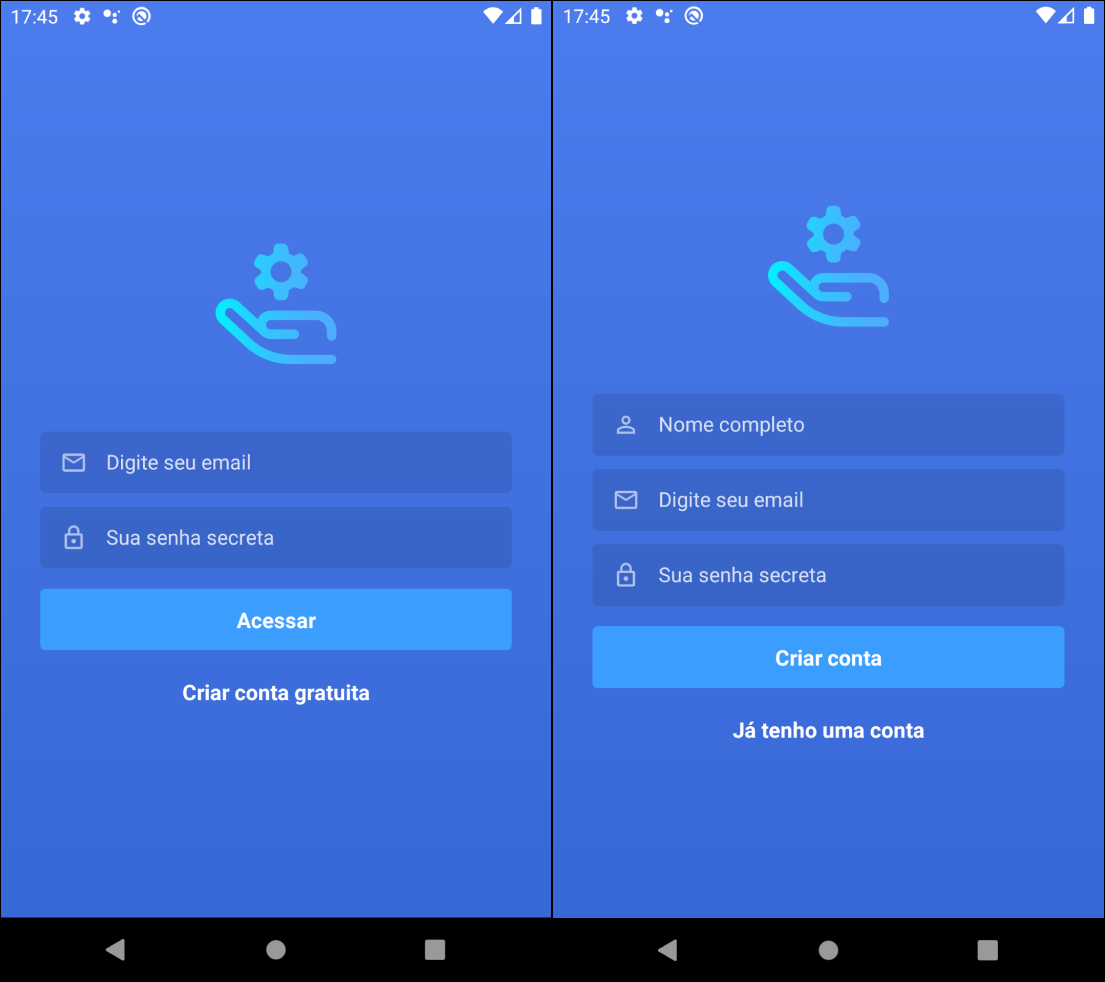 17:45
Digite seu email
Sua senha secreta
Acessar
Criar conta gratuita
17:45
Nome completo
Digite seu email
Sua senha secreta
Criar conta
Já tenho uma conta